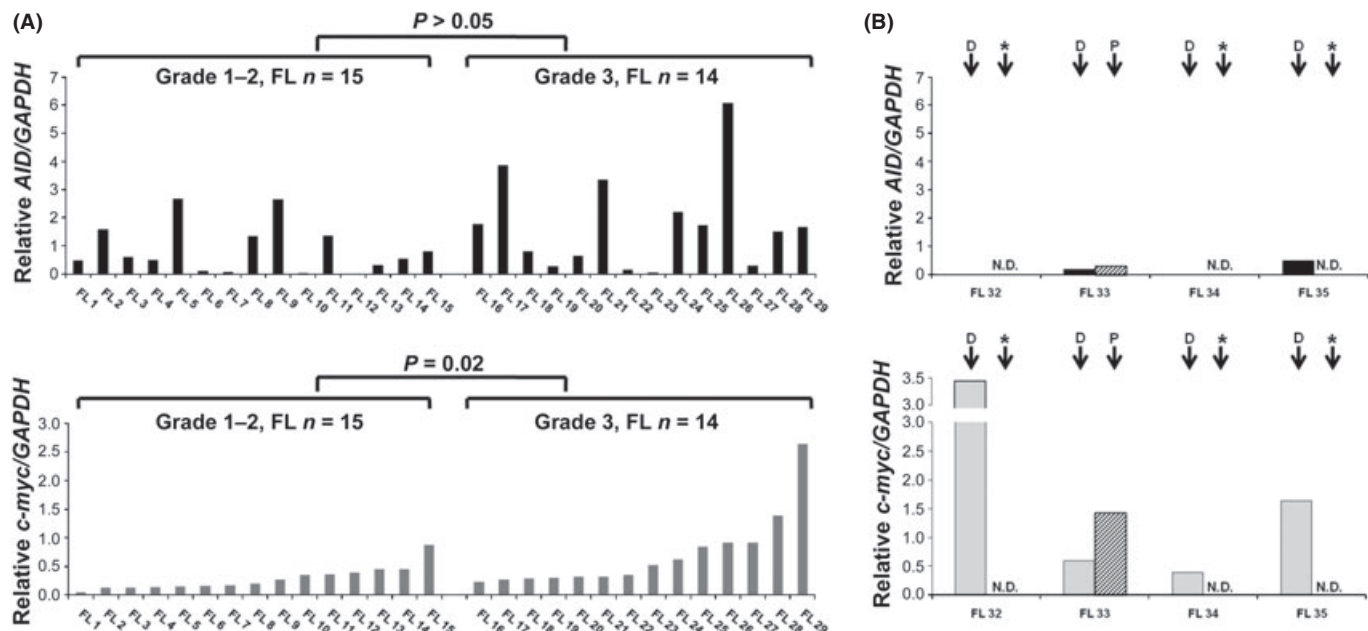 (A)
P > 0.05
Grade 1–2, FL n = 15
Grade 3, FL n = 14
Relative AID/GAPDH
7
6
5
4
3
2
1
0
FL 1
FL 2
FL 3
FL 4
FL 5
FL 6
FL 7
FL 8
FL 9
FL 10
FL 11
FL 12
FL 13
FL 14
FL 15
FL 16
FL 17
FL 18
FL 19
FL 20
FL 21
FL 22
FL 23
FL 24
FL 25
FL 26
FL 27
FL 28
FL 29
P = 0.02
Grade 1–2, FL n = 15
Grade 3, FL n = 14
Relative c-myc/GAPDH
3.0
2.5
2.0
1.5
1.0
0.5
0.0
FL 1
FL 2
FL 3
FL 4
FL 5
FL 6
FL 7
FL 8
FL 9
FL 10
FL 11
FL 12
FL 13
FL 14
FL 15
FL 16
FL 17
FL 18
FL 19
FL 20
FL 21
FL 22
FL 23
FL 24
FL 25
FL 26
FL 27
FL 28
FL 29
(B)
D * D P D * D *
Relative AID/GAPDH
7
6
5
4
3
2
1
0
N.D. N.D. N.D.
FL 32 FL 33 FL 34 FL 35
D * D P D * D *
Relative c-myc/GAPDH
3.5
3.0
3.0
2.5
2.0
1.5
1.0
0.5
0.0
N.D. N.D. N.D.
FL 32 FL 33 FL 34 FL 35